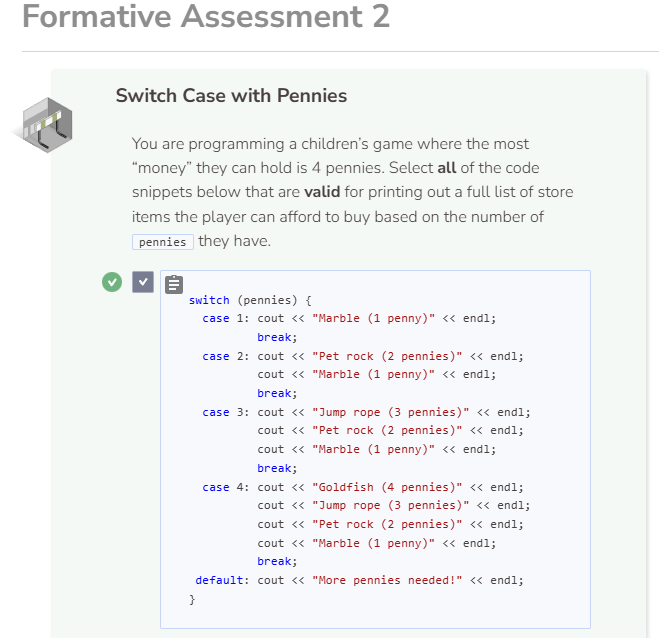 Formative Assessment 2
Switch Case with Pennies
You are programming a children's game where the most
“money” they can hold is 4 pennies. Select all of the code
snippets below that are valid for printing out a full list of store
items the player can afford to buy based on the number of
pennies they have.
switch (pennies) {
  case 1: cout << "Marble (1 penny)" << endl;
          break;
  case 2: cout << "Pet rock (2 pennies)" << endl;
          cout << "Marble (1 penny)" << endl;
          break;
  case 3: cout << "Jump rope (3 pennies)" << endl;
          cout << "Pet rock (2 pennies)" << endl;
          cout << "Marble (1 penny)" << endl;
          break;
  case 4: cout << "Goldfish (4 pennies)" << endl;
          cout << "Jump rope (3 pennies)" << endl;
          cout << "Pet rock (2 pennies)" << endl;
          cout << "Marble (1 penny)" << endl;
          break;
 default: cout << "More pennies needed!" << endl;
}